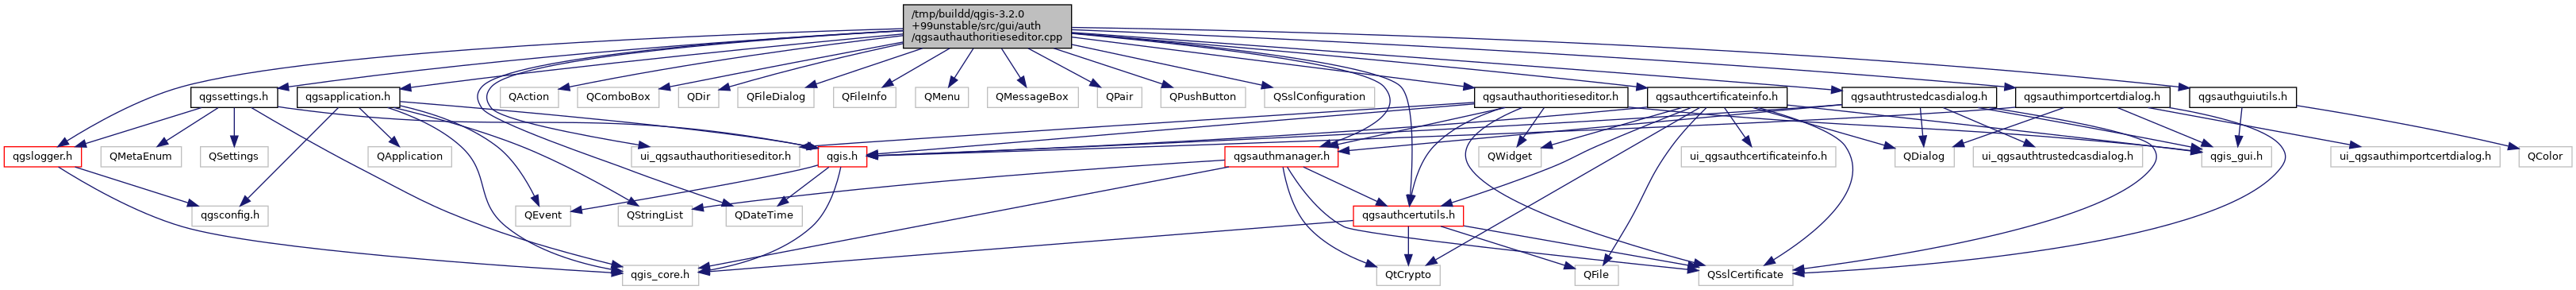 /tmp/buildd/qgis-3.2.0
+99unstable/src/gui/auth
/qgsauthauthoritieseditor.cpp
qgssettings.h
qgsapplication.h
QAction
QComboBox
QDir
QFileDialog
QFileInfo
QMenu
QMessageBox
QPair
QPushButton
QSslConfiguration
qgsauthauthoritieseditor.h
qgsauthcertificateinfo.h
qgsauthtrustedcasdialog.h
qgsauthimportcertdialog.h
qgsauthguiutils.h
qgslogger.h
QMetaEnum
QSettings
QApplication
ui_qgsauthauthoritieseditor.h
qgis.h
qgsauthmanager.h
QWidget
ui_qgsauthcertificateinfo.h
QDialog
ui_qgsauthtrustedcasdialog.h
qgis_gui.h
ui_qgsauthimportcertdialog.h
QColor
qgsconfig.h
QEvent
QStringList
QDateTime
qgsauthcertutils.h
qgis_core.h
QtCrypto
QFile
QSslCertificate